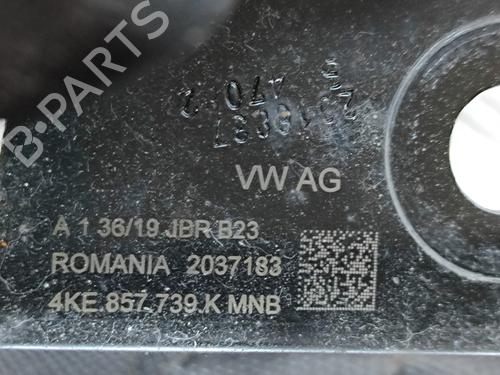 B-PARTS
VW AG
A 1 36/19 JBR B23
ROMANIA 2037183
4KE.857.739.K MNB